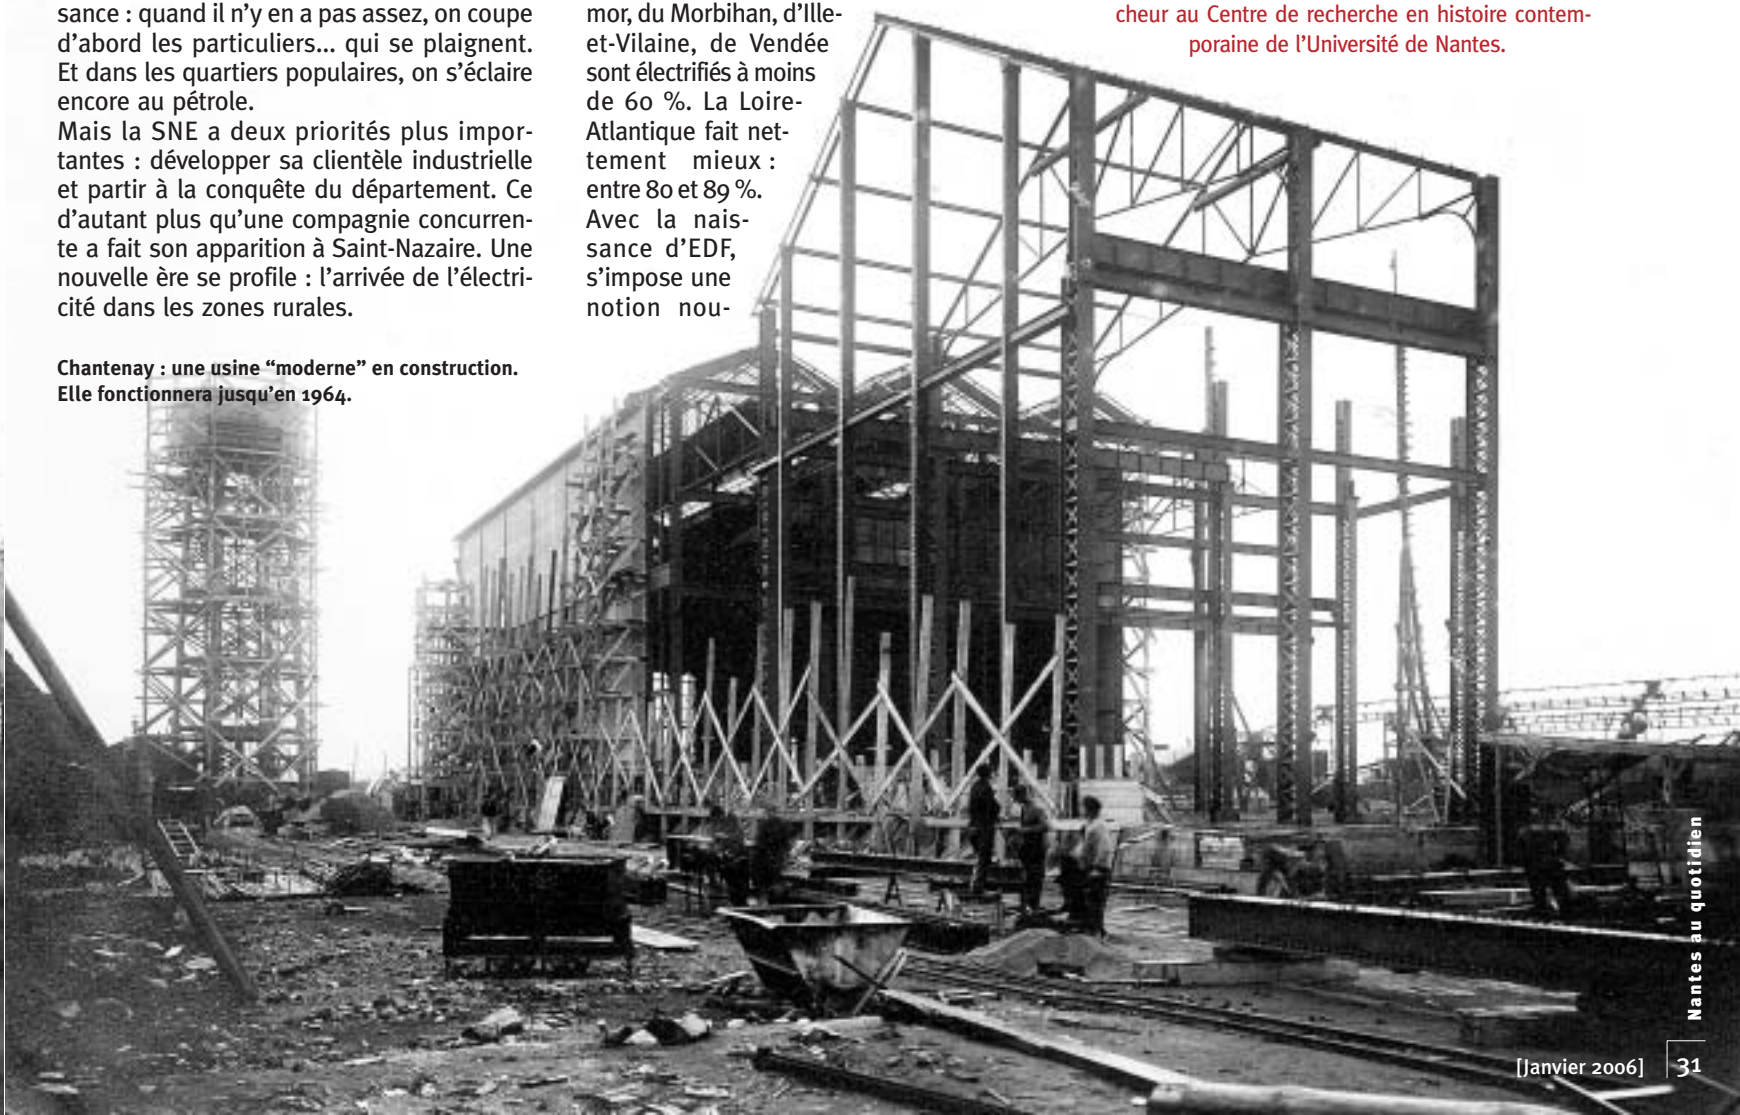 sance : quand il n’y en a pas assez, on coupe
d’abord les particuliers... qui se plaignent.
Et dans les quartiers populaires, on s’éclaire
encore au pétrole.
Mais la SNE a deux priorités plus impor-
tantes : développer sa clientèle industrielle
et partir à la conquête du département. Ce
d’autant plus qu’une compagnie concurren-
te a fait son apparition à Saint-Nazaire. Une
nouvelle ère se profile : l’arrivée de l’électri-
cité dans les zones rurales.
Chantenay : une usine “moderne” en construction.
Elle fonctionnera jusqu’en 1964.
mor, du Morbihan, d’Ille-
et-Vilaine, de Vendée
sont électrifiés à moins
de 60 %. La Loire-
Atlantique fait net-
tement mieux :
entre 80 et 89 %.
Avec la nais-
sance d’EDF,
s’impose une
notion nou-
cheur au Centre de recherche en histoire contem-
poraine de l’Université de Nantes.
Nantes au quotidien
[Janvier 2006] 31